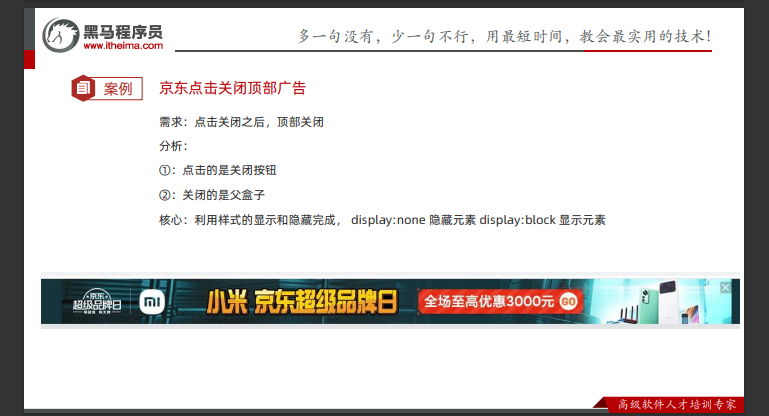 黑马程序员
www.itheima.com
多一句没有，少一句不行，用最短时间，教会最实用的技术！
案例
京东点击关闭顶部广告
需求：点击关闭之后，顶部关闭
分析：
①：点击的是关闭按钮
②：关闭的是父盒子
核心：利用样式的显示和隐藏完成， display:none 隐藏元素 display:block 显示元素
京东
超级品牌日
mi
小米 京东超级品牌日
全场至高优惠3000元 GO
高级软件人才培训专家